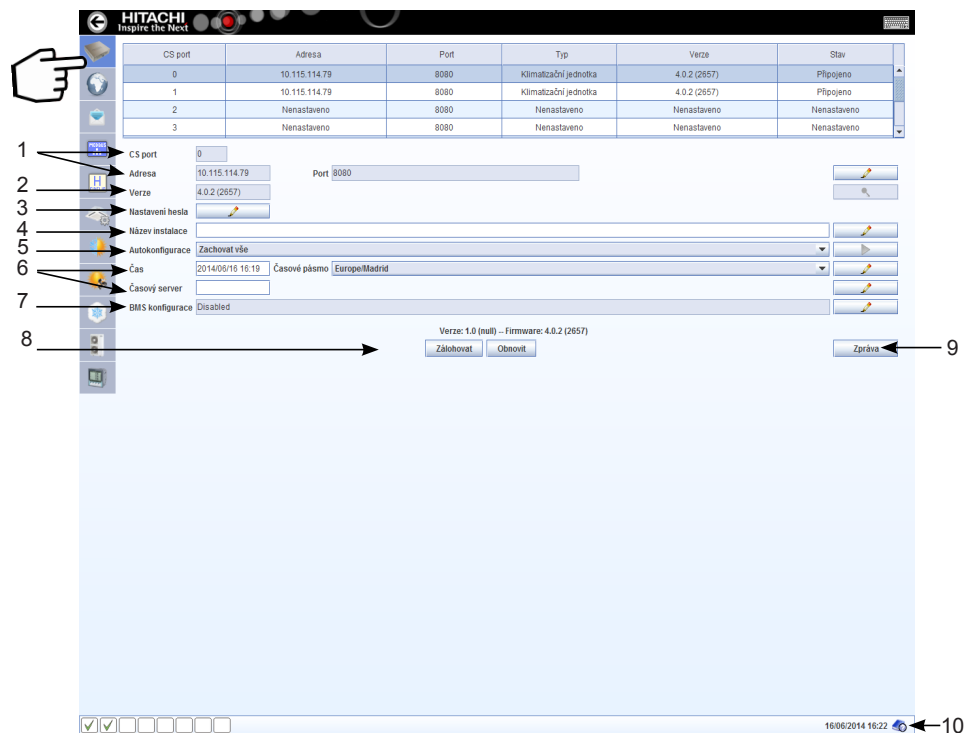 HITACHI
Inspire the Next
CS port Adresa Port Typ Verze Stav
0 10.115.114.79 8080 Klimatizační jednotka 4.0.2 (2657) Připojeno
1 10.115.114.79 8080 Klimatizační jednotka 4.0.2 (2657) Připojeno
2 Nenastaveno 8080 Nenastaveno Nenastaveno Nenastaveno
3 Nenastaveno 8080 Nenastaveno Nenastaveno Nenastaveno
1 CS port 0
Adresa 10.115.114.79 Port 8080
2 Verze 4.0.2 (2657)
3 Nastavení hesla
4 Název instalace
5 Autokonfigurace Zachovat vše
6 Čas 2014/06/16 16:19 Časové pásmo Europe/Madrid
Časový server
7 BMS konfigurace Disabled
Verze: 1.0 (null) -- Firmware: 4.0.2 (2657)
8 Zálohovat Obnovit Zpráva 9
16/06/2014 16:22 10